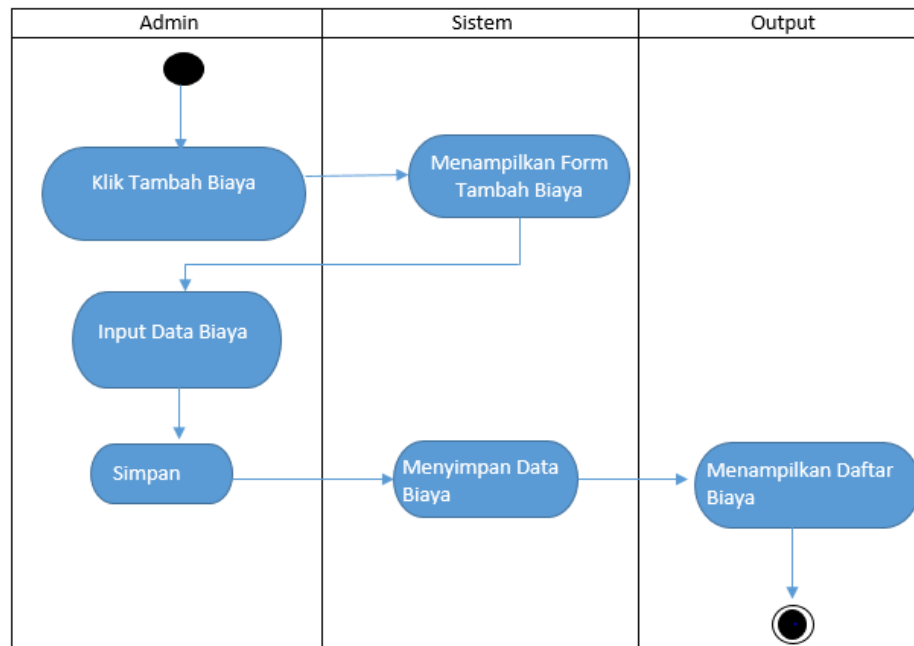 Admin
Sistem
Output
Klik Tambah Biaya
Menampilkan Form
Tambah Biaya
Input Data Biaya
Simpan
Menyimpan Data
Biaya
Menampilkan Daftar
Biaya